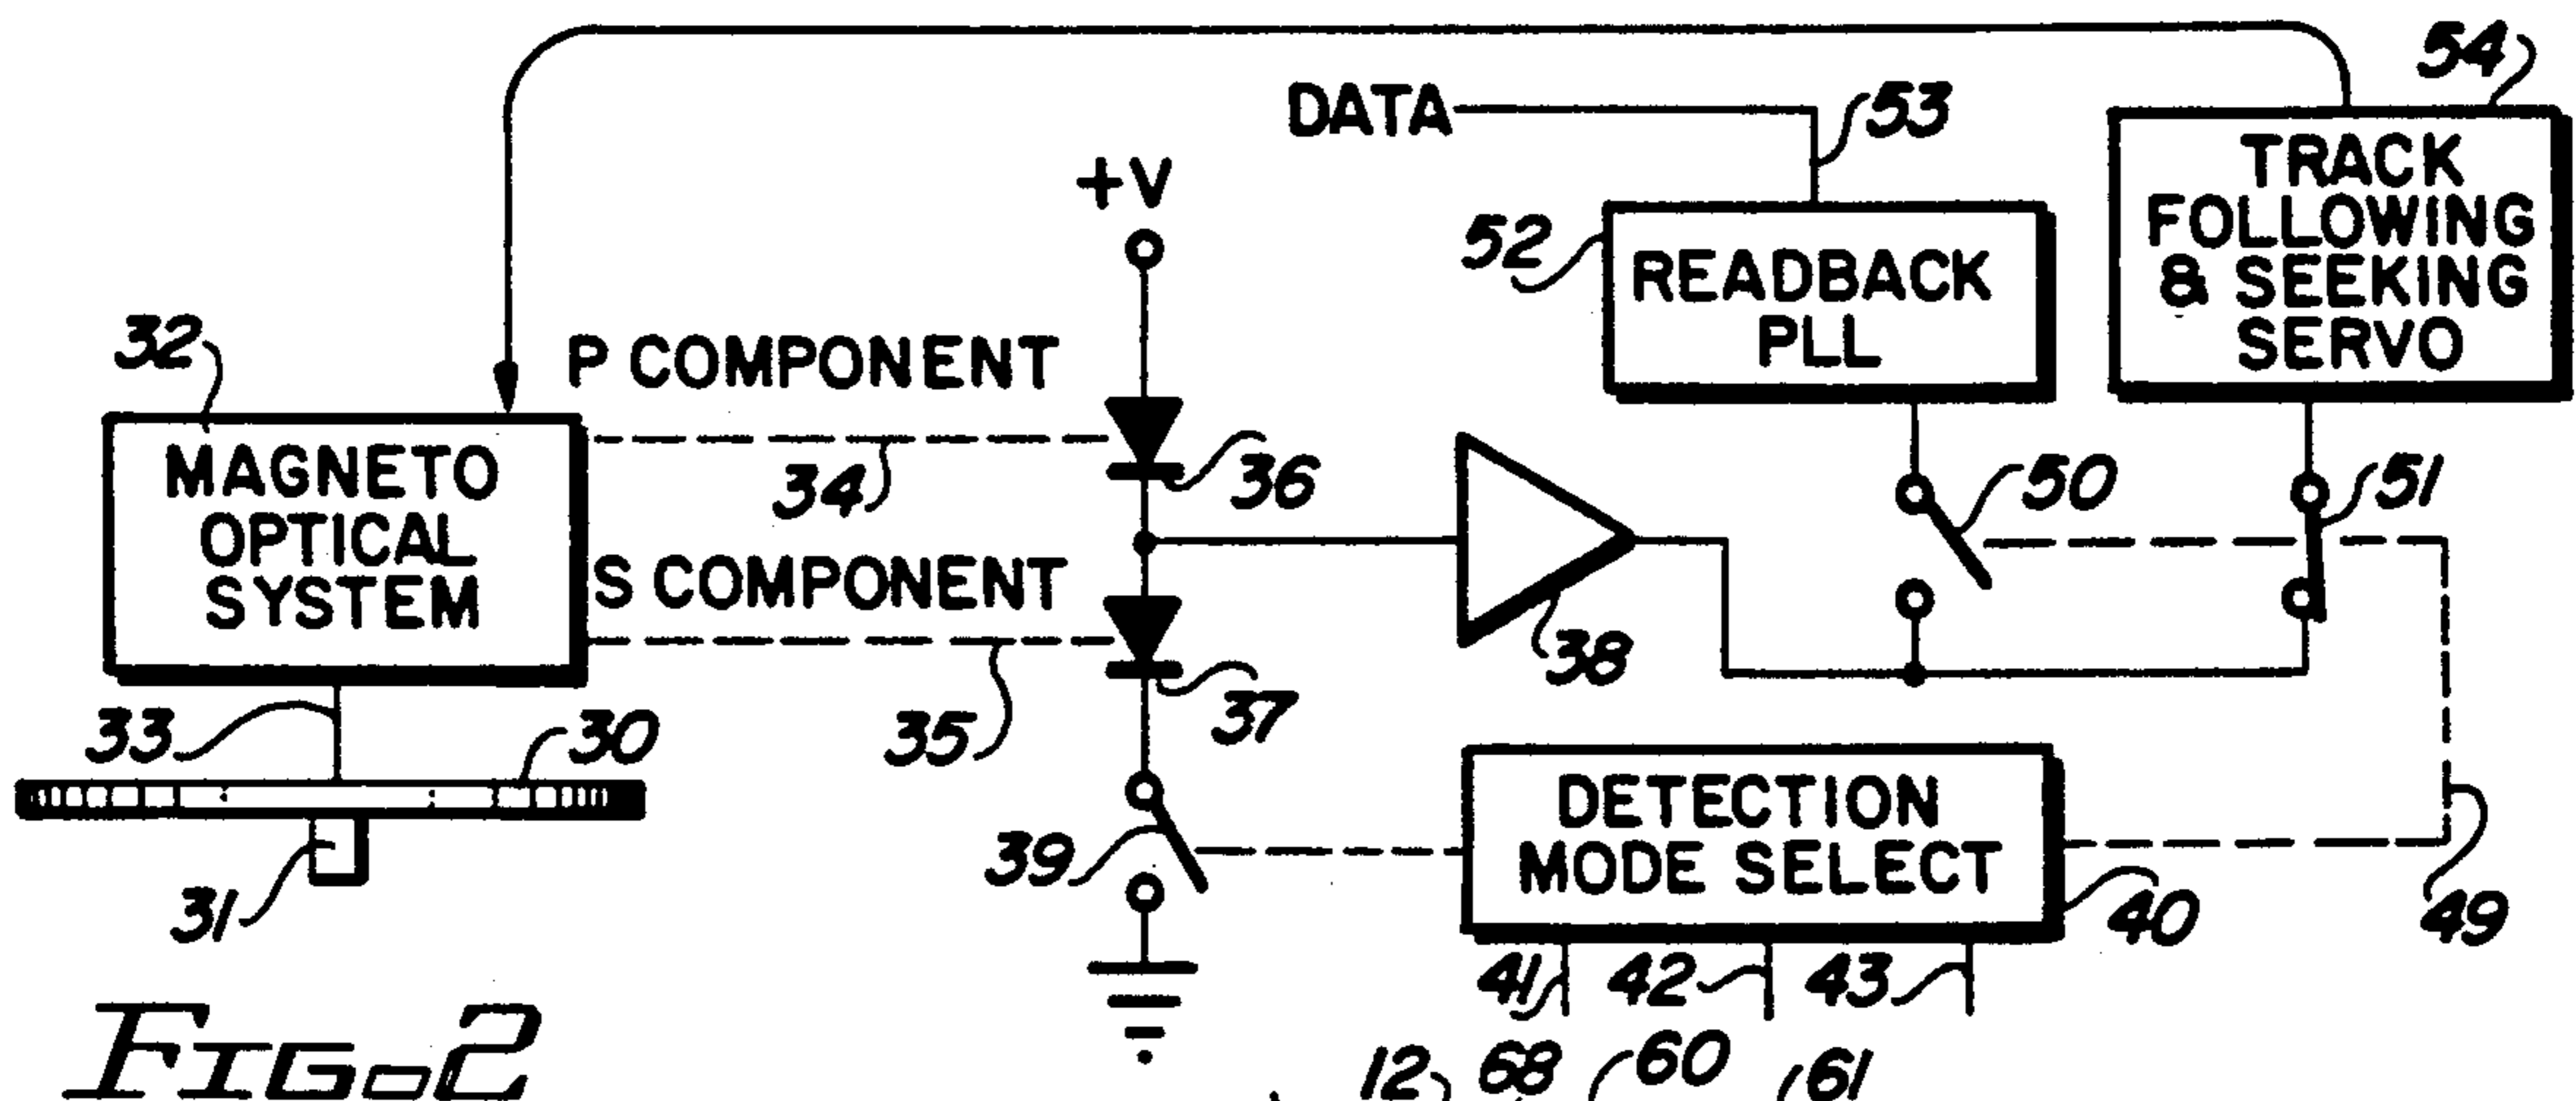 54
DATA
53
+V
TRACK
FOLLOWING
& SEEKING
SERVO
52
READBACK
PLL
32
P COMPONENT
MAGNETO
OPTICAL
SYSTEM
34
36
50
51
S COMPONENT
38
35
37
33
30
DETECTION
MODE SELECT
39
31
40
49
41
42
43
FIG. 2
12
68
60
61